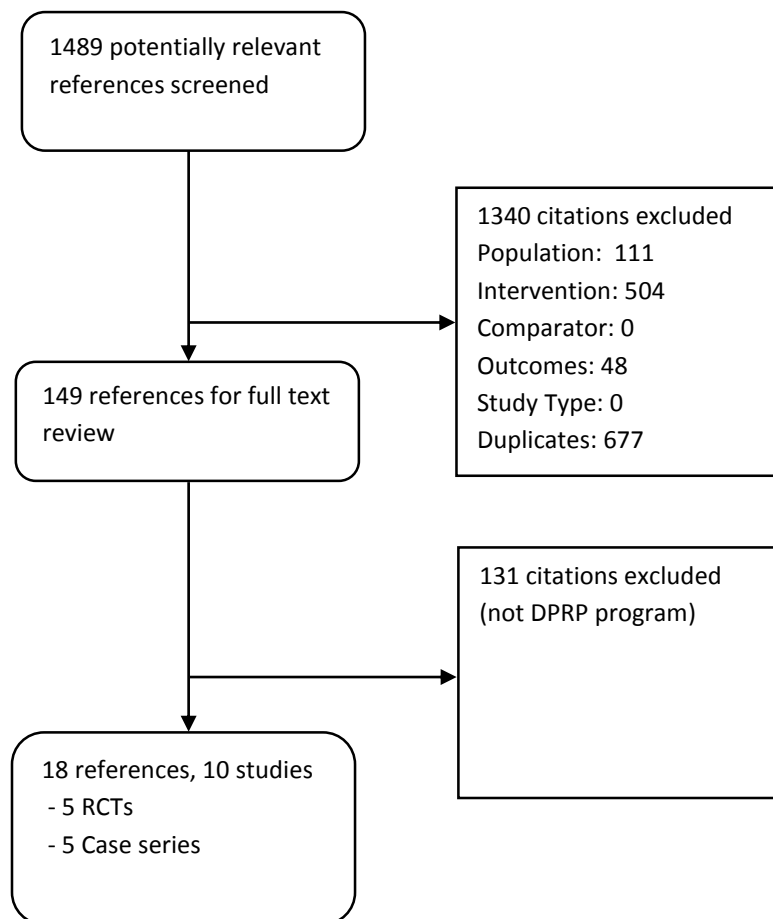 1489 potentially relevant
references screened
1340 citations excluded
Population:  111
Intervention: 504
Comparator: 0
Outcomes: 48
Study Type: 0
Duplicates: 677
149 references for full text
review
131 citations excluded
(not DPRP program)
18 references, 10 studies
- 5 RCTs
- 5 Case series